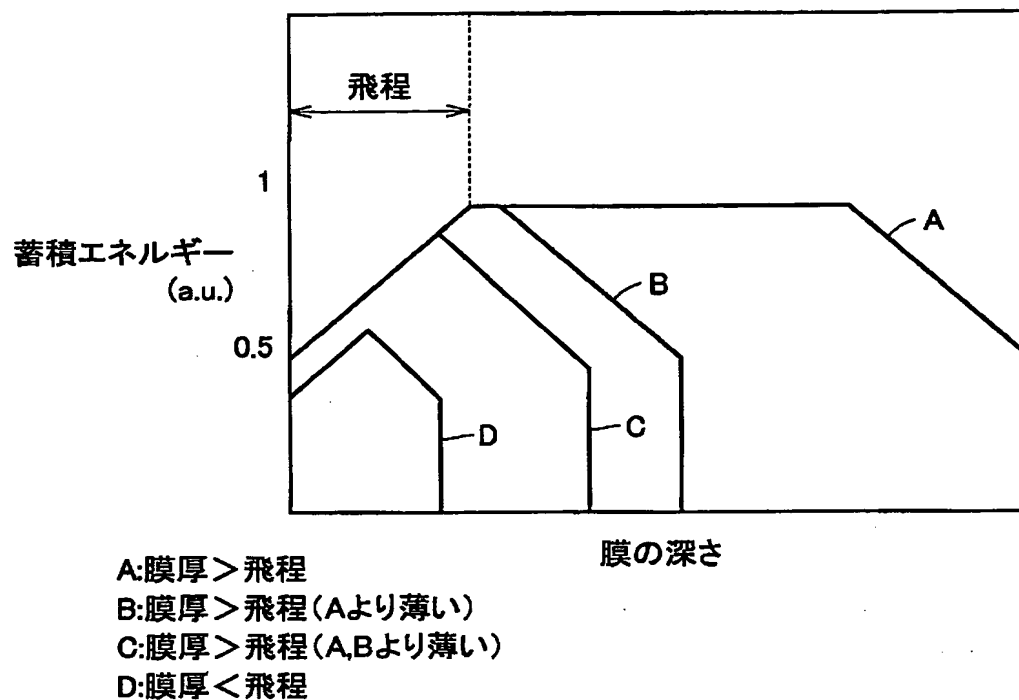 飛程
1
蓄積エネルギー
(a.u.)
0.5
A
B
C
D
膜の深さ
A:膜厚＞飛程
B:膜厚＞飛程(Aより薄い)
C:膜厚＞飛程(A,Bより薄い)
D:膜厚＜飛程